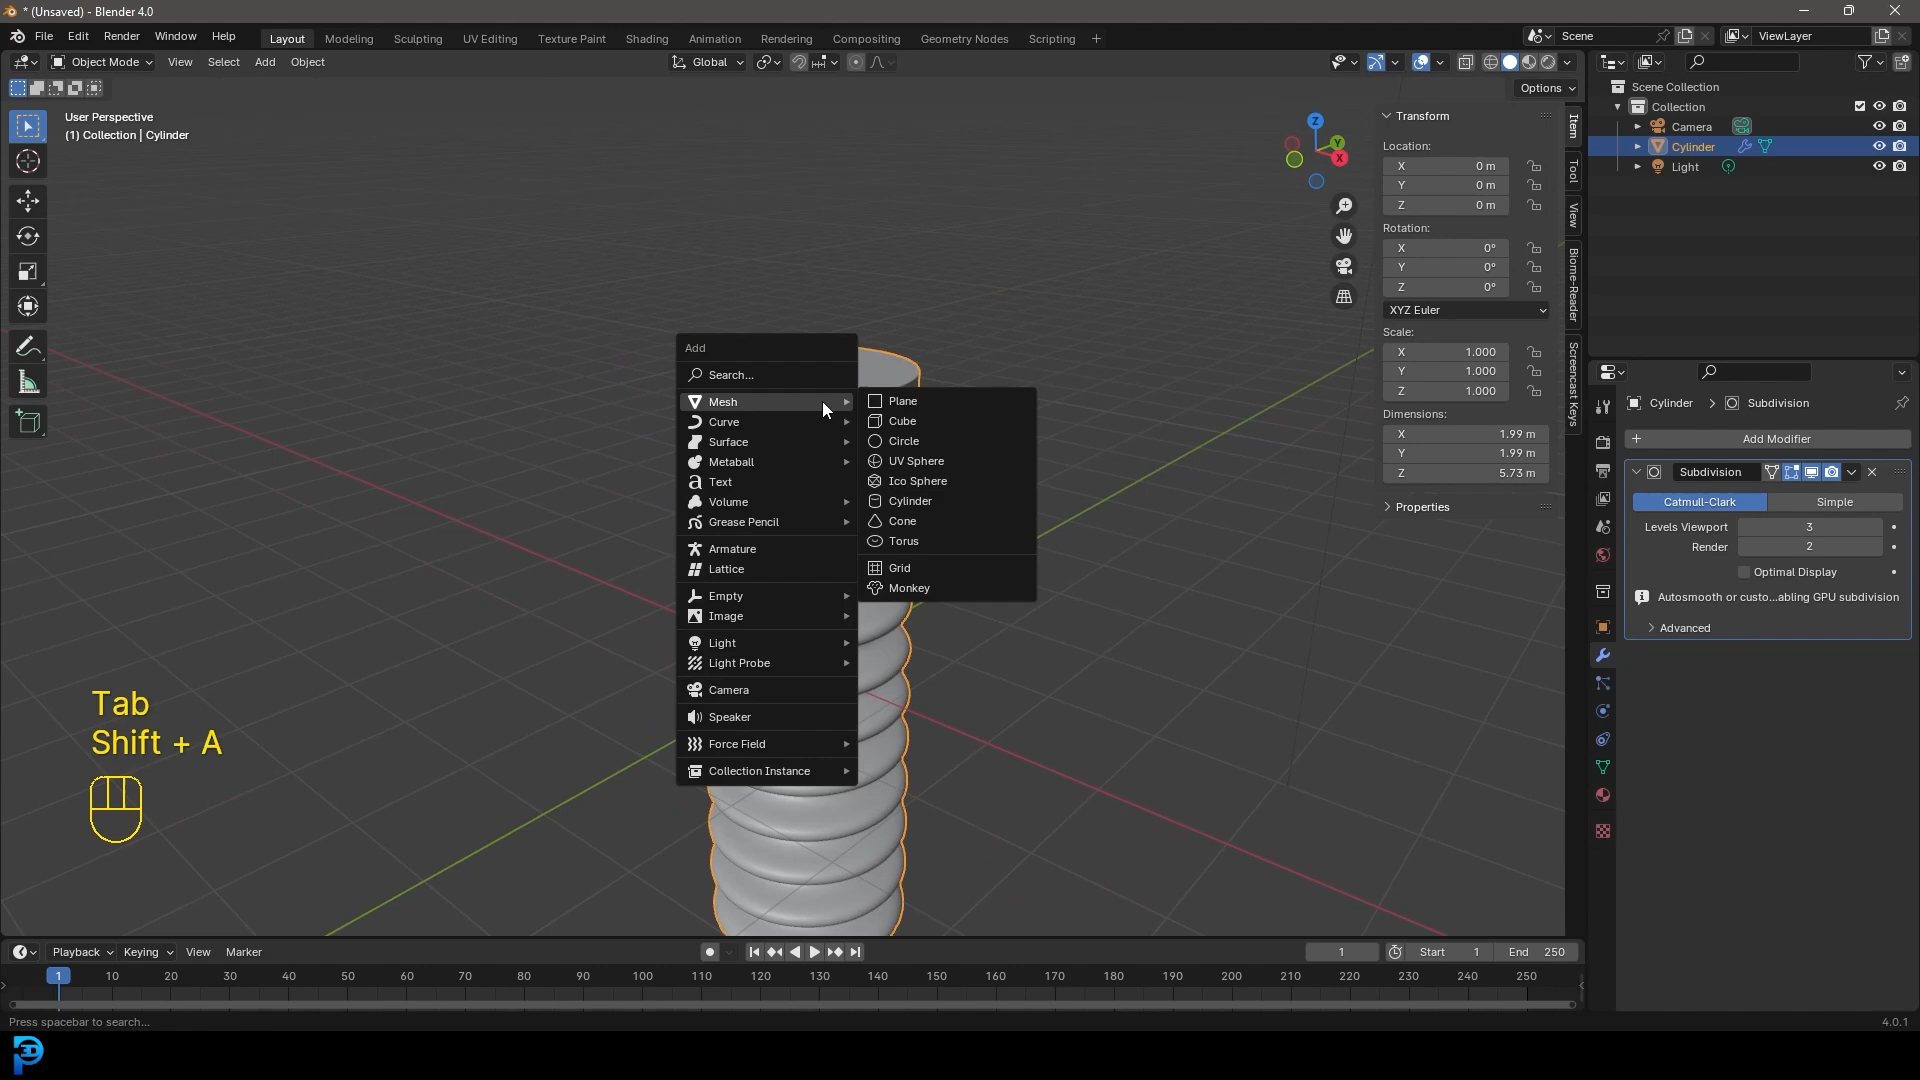 * (Unsaved) - Blender 4.0
File Edit Render Window Help
Layout Modeling Sculpting UV Editing Texture Paint Shading Animation Rendering Compositing Geometry Nodes Scripting +
Scene
ViewLayer
Object Mode View Select Add Object
Global
Options
User Perspective
(1) Collection | Cylinder
Z
Y
X
Transform
Location:
X 0 m
Y 0 m
Z 0 m
Rotation:
X 0°
Y 0°
Z 0°
XYZ Euler
Scale:
X 1.000
Y 1.000
Z 1.000
Dimensions:
X 1.99 m
Y 1.99 m
Z 5.73 m
Properties
Item
Tool
View
Biome-Reader
Screencast Keys
Scene Collection
Collection
Camera
Cylinder
Light
Cylinder > Subdivision
+ Add Modifier
Subdivision
Catmull-Clark Simple
Levels Viewport 3
Render 2
Optimal Display
Autosmooth or custo...abling GPU subdivision
Advanced
Add
Search...
Mesh
Curve
Surface
Metaball
Text
Volume
Grease Pencil
Armature
Lattice
Empty
Image
Light
Light Probe
Camera
Speaker
Force Field
Collection Instance
Plane
Cube
Circle
UV Sphere
Ico Sphere
Cylinder
Cone
Torus
Grid
Monkey
Tab
Shift + A
Playback Keying View Marker
1 Start 1 End 250
1 10 20 30 40 50 60 70 80 90 100 110 120 130 140 150 160 170 180 190 200 210 220 230 240 250
Press spacebar to search...
4.0.1